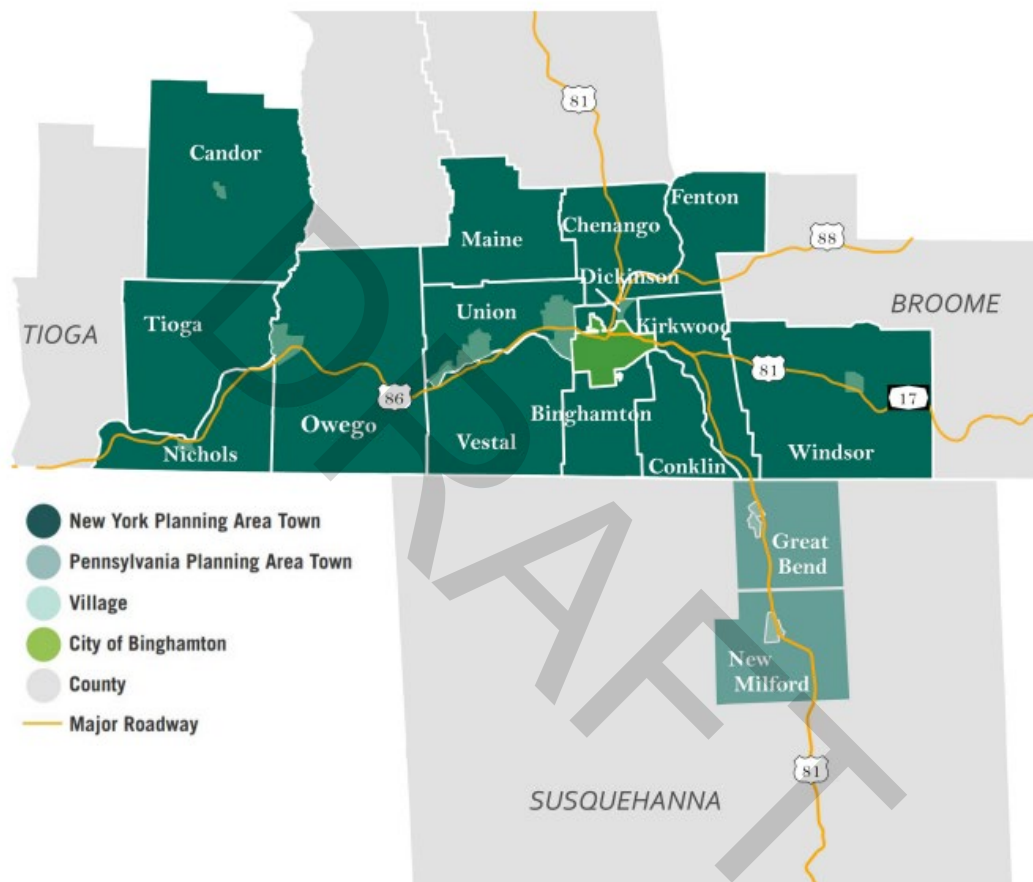 81
Candor
Fenton
Chenango
Maine
88
Dickinson
BROOME
Union
Tioga
Kirkwood
TIOGA
81
86
17
Binghamton
Owego
Vestal
Nichols
Conklin
Windsor
New York Planning Area Town
Pennsylvania Planning Area Town
Village
City of Binghamton
County
Major Roadway
Great
Bend
New
Milford
81
SUSQUEHANNA
DRAFT